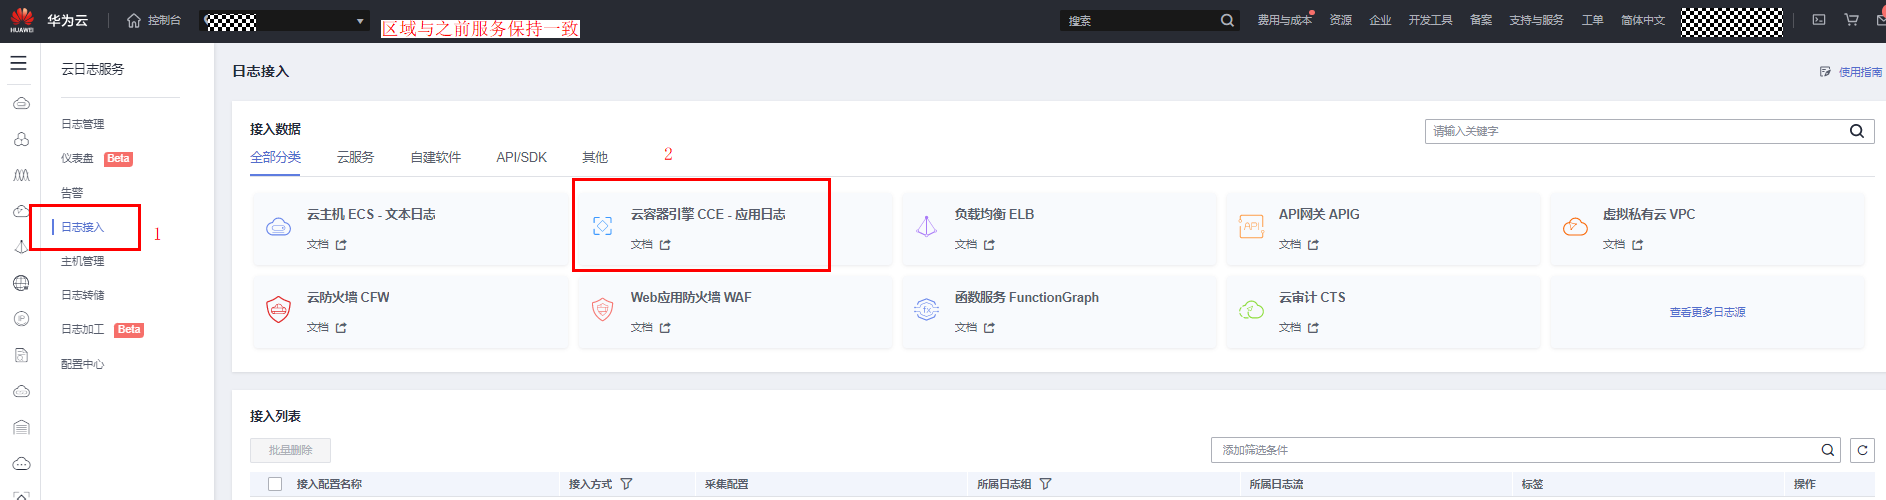 HUAWEI 华为云 控制台 区域与之前服务保持一致 搜索 费用与成本 资源 企业 开发工具 备案 支持与服务 工单 简体中文
云日志服务
日志管理
仪表盘 Beta
告警
日志接入 1
主机管理
日志转储
日志加工 Beta
配置中心
日志接入 使用指南
接入数据 请输入关键字
全部分类 云服务 自建软件 API/SDK 其他 2
云主机 ECS - 文本日志 云容器引擎 CCE - 应用日志 负载均衡 ELB API网关 APIG 虚拟私有云 VPC
文档 文档 文档 API 文档 文档
云防火墙 CFW Web应用防火墙 WAF 函数服务 FunctionGraph 云审计 CTS
文档 文档 fx 文档 文档 查看更多日志源
IP
接入列表
批量删除 添加筛选条件
接入配置名称 接入方式 采集配置 所属日志组 所属日志流 标签 操作